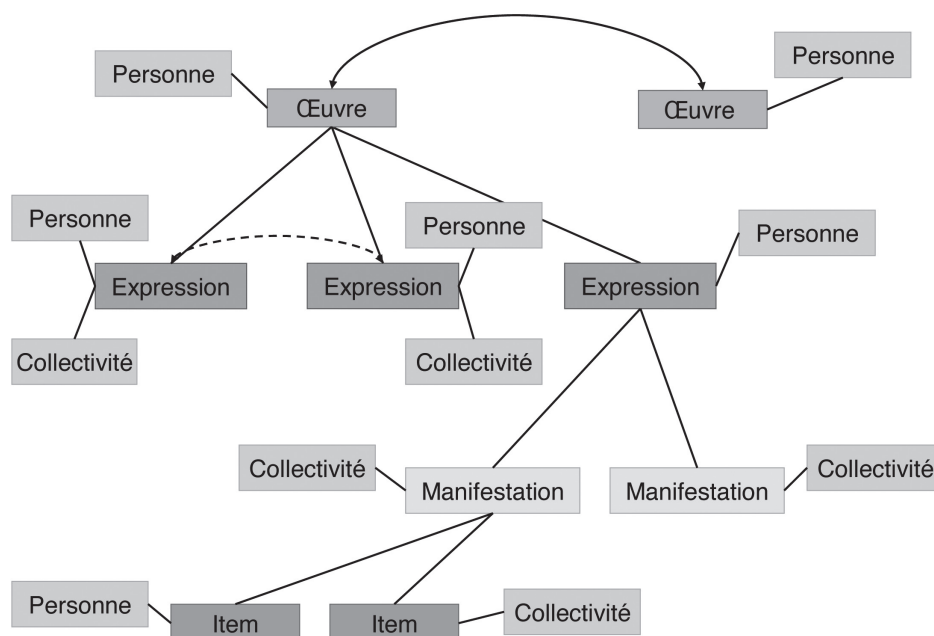 Personne
Personne
Œuvre
Œuvre
Personne
Personne
Personne
Expression
Expression
Expression
Collectivité
Collectivité
Collectivité
Collectivité
Manifestation
Manifestation
Personne
Item
Item
Collectivité